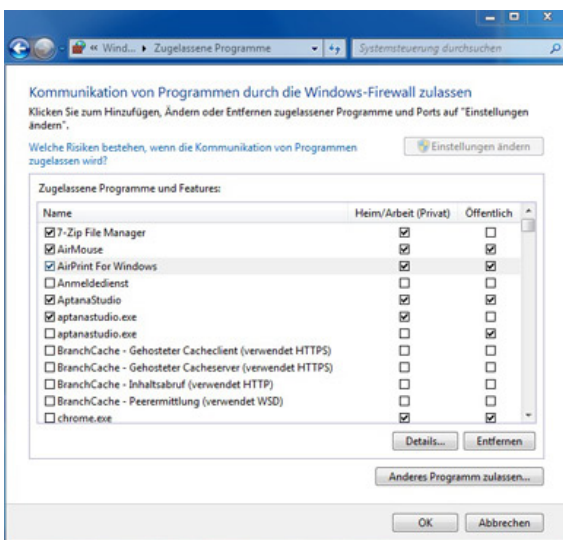 « Wind... ▸ Zugelassene Programme
Systemsteuerung durchsuchen
Kommunikation von Programmen durch die Windows-Firewall zulassen
Klicken Sie zum Hinzufügen, Ändern oder Entfernen zugelassener Programme und Ports auf "Einstellungen
ändern".
Welche Risiken bestehen, wenn die Kommunikation von Programmen
zugelassen wird?
Einstellungen ändern
Zugelassene Programme und Features:
Name Heim/Arbeit (Privat) Öffentlich
7-Zip File Manager
AirMouse
AirPrint For Windows
Anmeldedienst
AptanaStudio
aptanastudio.exe
aptanastudio.exe
BranchCache - Gehosteter Cacheclient (verwendet HTTPS)
BranchCache - Gehosteter Cacheserver (verwendet HTTPS)
BranchCache - Inhaltsabruf (verwendet HTTP)
BranchCache - Peerermittlung (verwendet WSD)
chrome.exe
Details... Entfernen
Anderes Programm zulassen...
OK Abbrechen